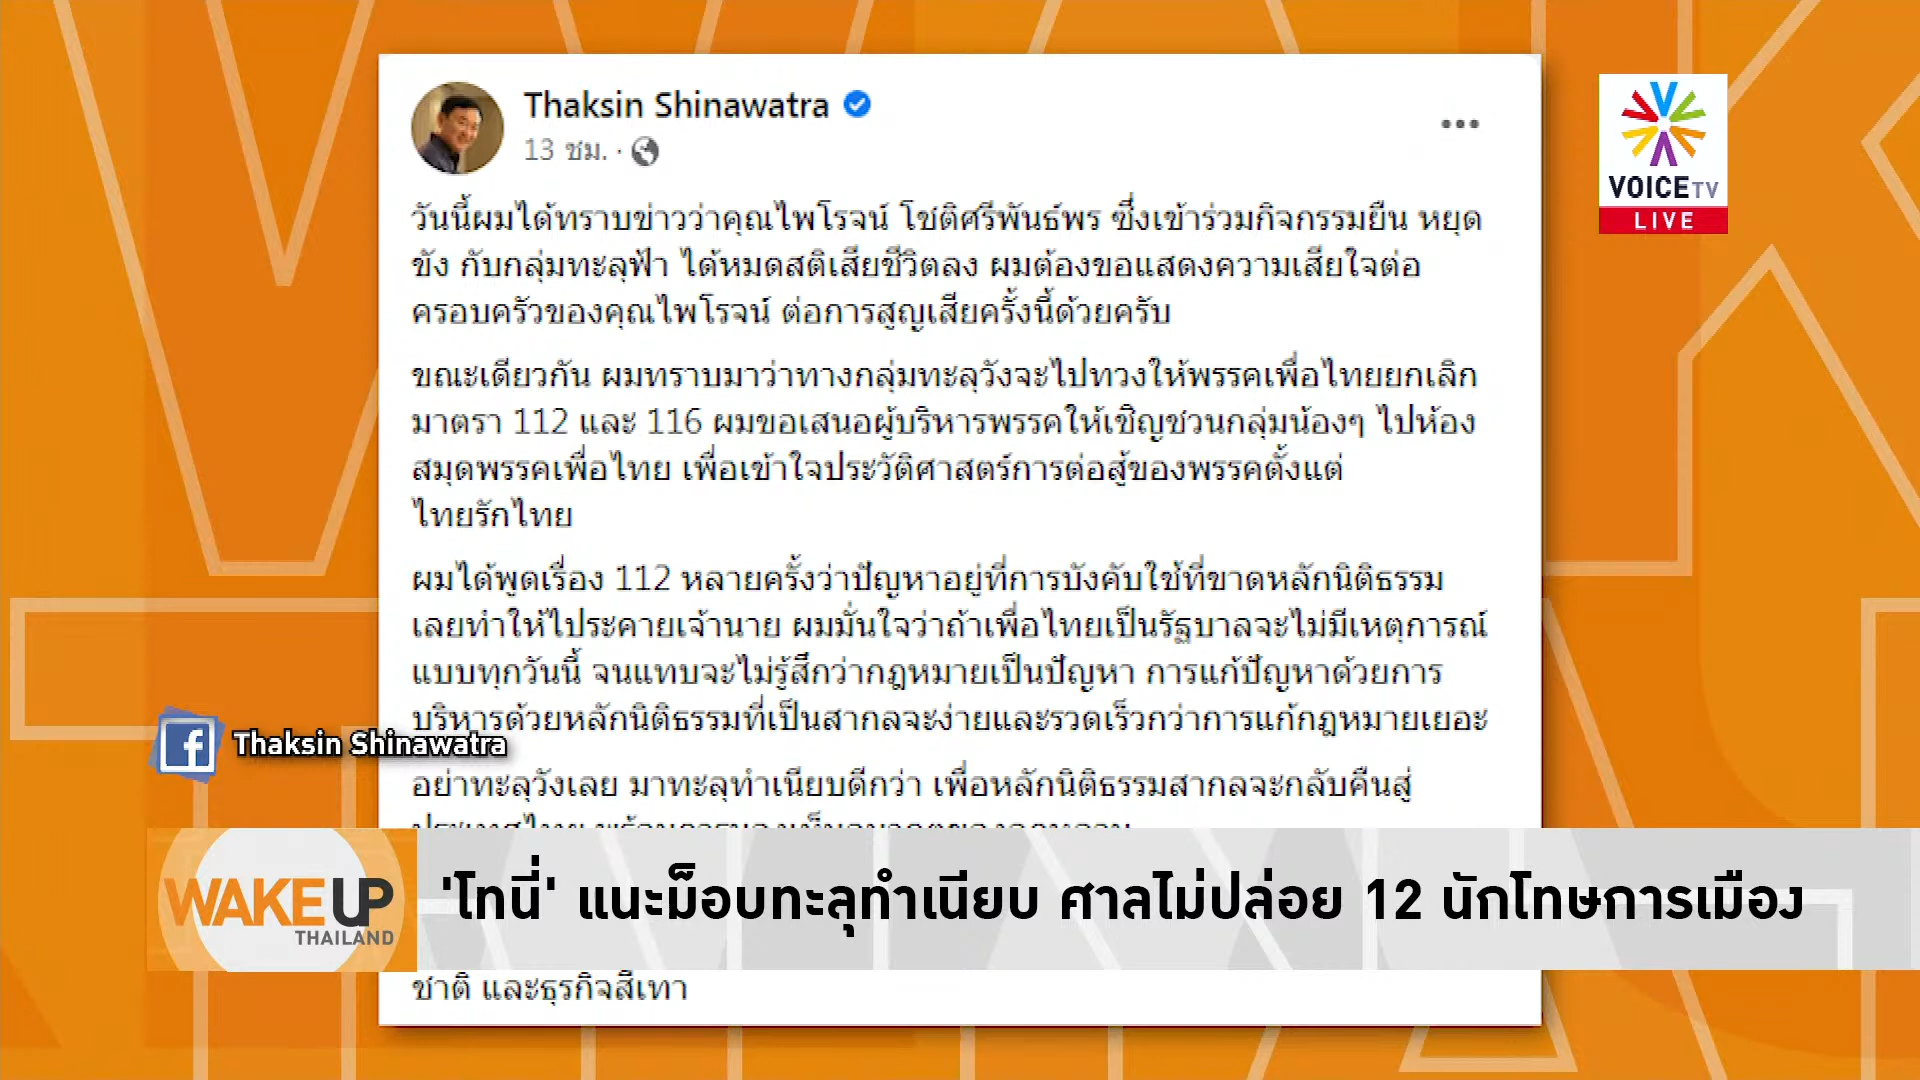 Thaksin Shinawatra
13 ชม. ·
วันนี้ผมได้ทราบข่าวว่าคุณไพโรจน์ โชติศรีพันธ์พร ซึ่งเข้าร่วมกิจกรรมยืน หยุด
ขัง กับกลุ่มทะลุฟ้า ได้หมดสติเสียชีวิตลง ผมต้องขอแสดงความเสียใจต่อ
ครอบครัวของคุณไพโรจน์ ต่อการสูญเสียครั้งนี้ด้วยครับ
ขณะเดียวกัน ผมทราบมาว่าทางกลุ่มทะลุวังจะไปทวงให้พรรคเพื่อไทยยกเลิก
มาตรา 112 และ 116 ผมขอเสนอผู้บริหารพรรคให้เชิญชวนกลุ่มน้องๆ ไปห้อง
สมุดพรรคเพื่อไทย เพื่อเข้าใจประวัติศาสตร์การต่อสู้ของพรรคตั้งแต่
ไทยรักไทย
ผมได้พูดเรื่อง 112 หลายครั้งว่าปัญหาอยู่ที่การบังคับใช้ที่ขาดหลักนิติธรรม
เลยทำให้ไประคายเจ้านาย ผมมั่นใจว่าถ้าเพื่อไทยเป็นรัฐบาลจะไม่มีเหตุการณ์
แบบทุกวันนี้ จนแทบจะไม่รู้สึกว่ากฎหมายเป็นปัญหา การแก้ปัญหาด้วยการ
บริหารด้วยหลักนิติธรรมที่เป็นสากลจะง่ายและรวดเร็วกว่าการแก้กฎหมายเยอะ
อย่าทะลุวังเลย มาทะลุทำเนียบดีกว่า เพื่อหลักนิติธรรมสากลจะกลับคืนสู่
ชาติ และธุรกิจสีเทา
Thaksin Shinawatra
WAKE UP
THAILAND
'โทนี่' แนะม็อบทะลุทำเนียบ ศาลไม่ปล่อย 12 นักโทษการเมือง
VOICE TV
LIVE